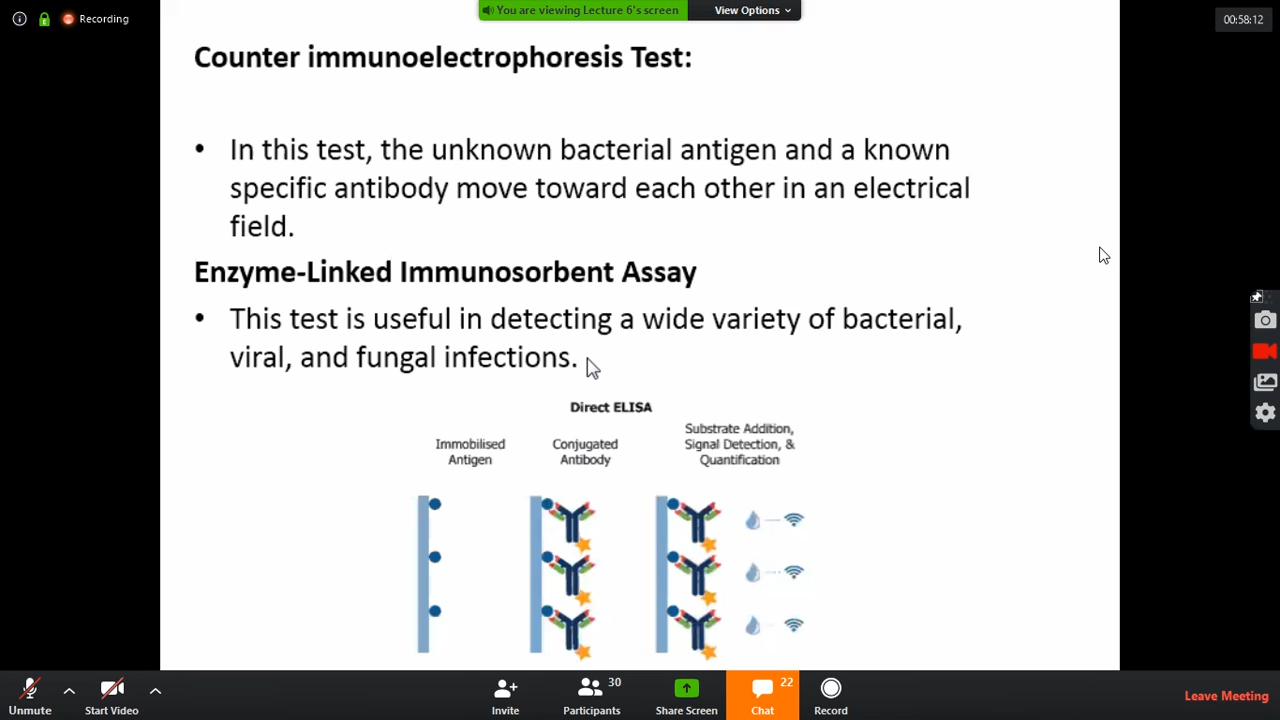 Recording
You are viewing Lecture 6's screen
View Options
00:58:12
Counter immunoelectrophoresis Test:
• In this test, the unknown bacterial antigen and a known
specific antibody move toward each other in an electrical
field.
Enzyme-Linked Immunosorbent Assay
• This test is useful in detecting a wide variety of bacterial,
viral, and fungal infections.
Direct ELISA
Immobilised
Antigen
Conjugated
Antibody
Substrate Addition,
Signal Detection, &
Quantification
Unmute
Start Video
Invite
30
Participants
Share Screen
22
Chat
Record
Leave Meeting